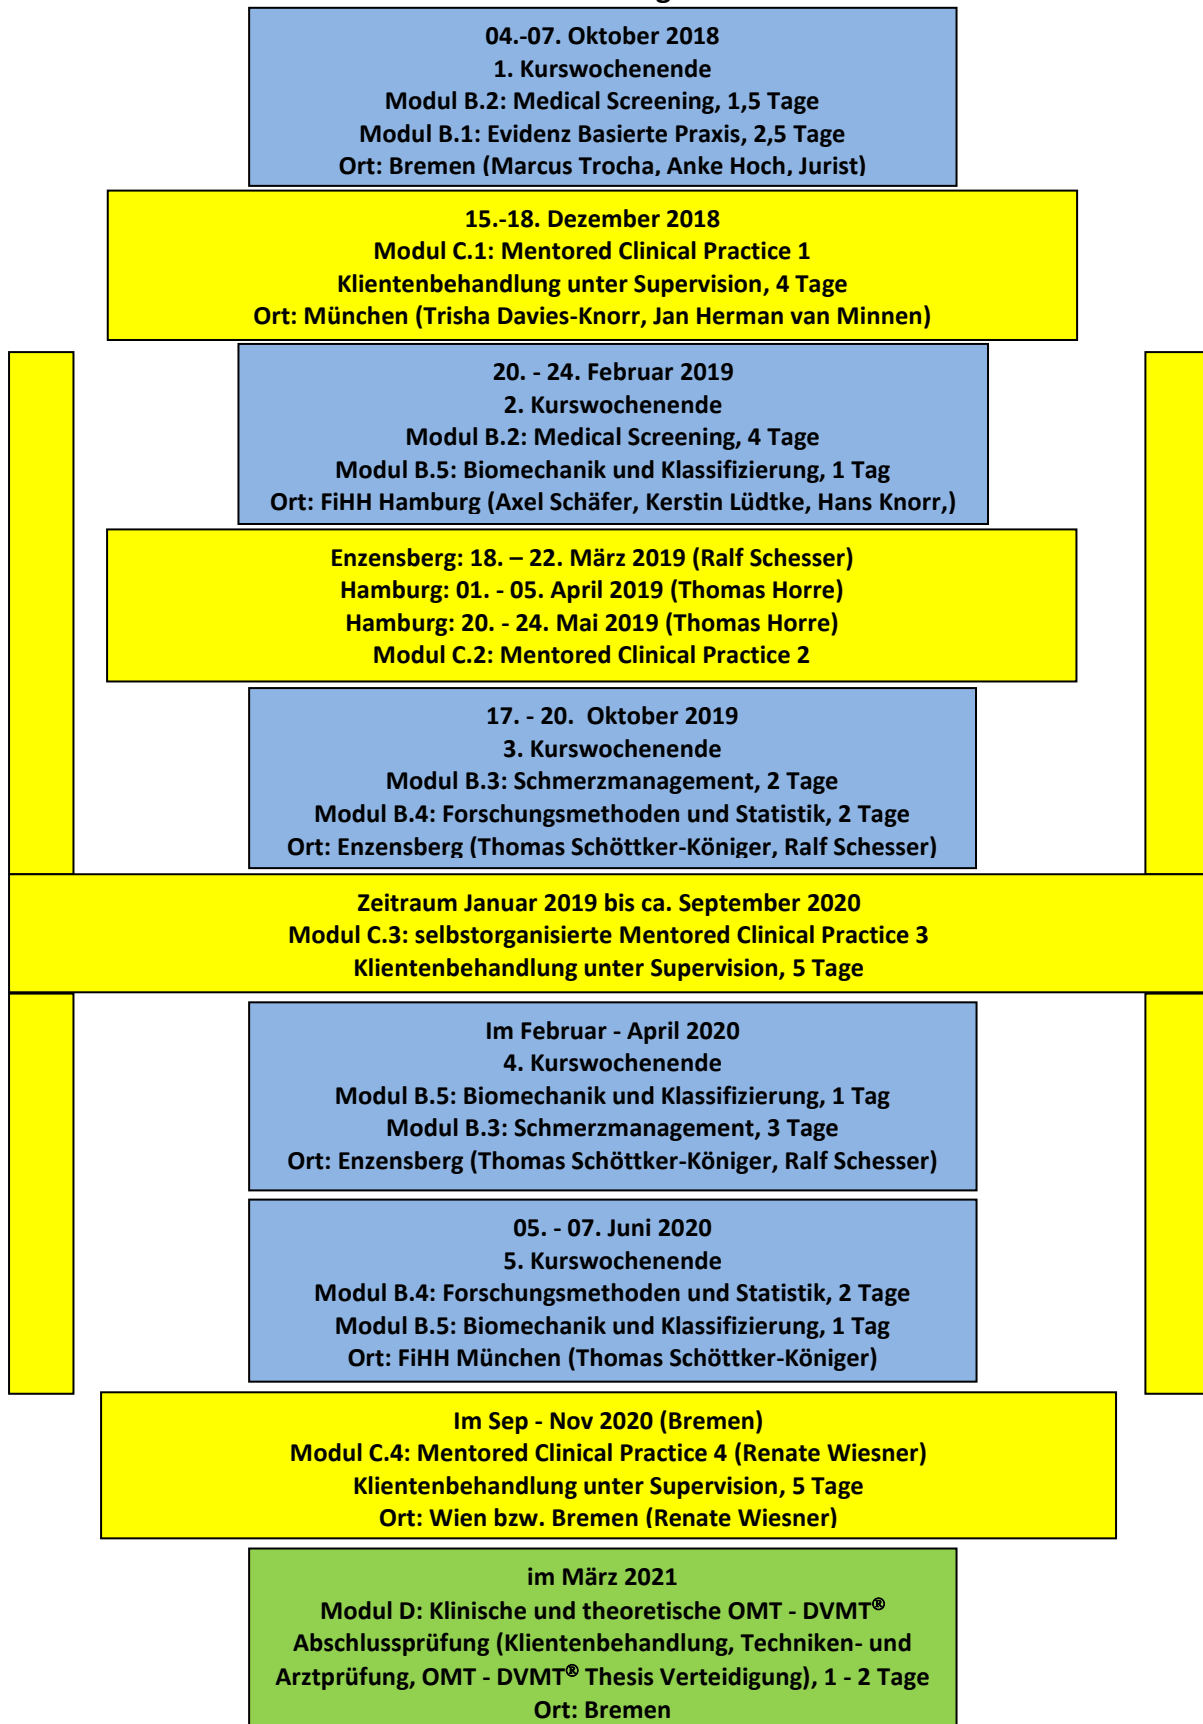 04.-07. Oktober 2018
1. Kurswochenende
Modul B.2: Medical Screening, 1,5 Tage
Modul B.1: Evidenz Basierte Praxis, 2,5 Tage
Ort: Bremen (Marcus Trocha, Anke Hoch, Jurist)
15.-18. Dezember 2018
Modul C.1: Mentored Clinical Practice 1
Klientenbehandlung unter Supervision, 4 Tage
Ort: München (Trisha Davies-Knorr, Jan Herman van Minnen)
20. - 24. Februar 2019
2. Kurswochenende
Modul B.2: Medical Screening, 4 Tage
Modul B.5: Biomechanik und Klassifizierung, 1 Tag
Ort: FiHH Hamburg (Axel Schäfer, Kerstin Lüdtke, Hans Knorr,)
Enzensberg: 18. – 22. März 2019 (Ralf Schesser)
Hamburg: 01. - 05. April 2019 (Thomas Horre)
Hamburg: 20. - 24. Mai 2019 (Thomas Horre)
Modul C.2: Mentored Clinical Practice 2
17. - 20.  Oktober 2019
3. Kurswochenende
Modul B.3: Schmerzmanagement, 2 Tage
Modul B.4: Forschungsmethoden und Statistik, 2 Tage
Ort: Enzensberg (Thomas Schöttker-Königer, Ralf Schesser)
Zeitraum Januar 2019 bis ca. September 2020
Modul C.3: selbstorganisierte Mentored Clinical Practice 3
Klientenbehandlung unter Supervision, 5 Tage
Im Februar - April 2020
4. Kurswochenende
Modul B.5: Biomechanik und Klassifizierung, 1 Tag
Modul B.3: Schmerzmanagement, 3 Tage
Ort: Enzensberg (Thomas Schöttker-Königer, Ralf Schesser)
05. - 07. Juni 2020
5. Kurswochenende
Modul B.4: Forschungsmethoden und Statistik, 2 Tage
Modul B.5: Biomechanik und Klassifizierung, 1 Tag
Ort: FiHH München (Thomas Schöttker-Königer)
Im Sep - Nov 2020 (Bremen)
Modul C.4: Mentored Clinical Practice 4 (Renate Wiesner)
Klientenbehandlung unter Supervision, 5 Tage
Ort: Wien bzw. Bremen (Renate Wiesner)
im März 2021
Modul D: Klinische und theoretische OMT - DVMT®
Abschlussprüfung (Klientenbehandlung, Techniken- und
Arztprüfung, OMT - DVMT® Thesis Verteidigung), 1 - 2 Tage
Ort: Bremen